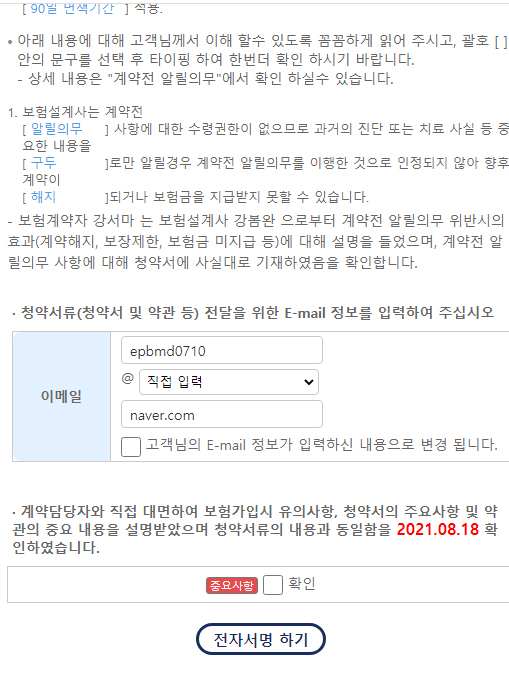 [ 90일 면책기간 ] 적용.
• 아래 내용에 대해 고객님께서 이해 할수 있도록 꼼꼼하게 읽어 주시고, 괄호 [ ]
안의 문구를 선택 후 타이핑 하여 한번더 확인 하시기 바랍니다.
- 상세 내용은 "계약전 알릴의무"에서 확인 하실수 있습니다.
1. 보험설계사는 계약전
[ 알릴의무 ] 사항에 대한 수령권한이 없으므로 과거의 진단 또는 치료 사실 등 중
요한 내용을
[ 구두 ]로만 알릴경우 계약전 알릴의무를 이행한 것으로 인정되지 않아 향후
계약이
[ 해지 ]되거나 보험금을 지급받지 못할 수 있습니다.
- 보험계약자 강서마 는 보험설계사 강봄완 으로부터 계약전 알릴의무 위반시의
효과(계약해지, 보장제한, 보험금 미지급 등)에 대해 설명을 들었으며, 계약전 알
릴의무 사항에 대해 청약서에 사실대로 기재하였음을 확인합니다.
· 청약서류(청약서 및 약관 등) 전달을 위한 E-mail 정보를 입력하여 주십시오
이메일
epbmd0710
@ 직접 입력
naver.com
고객님의 E-mail 정보가 입력하신 내용으로 변경 됩니다.
· 계약담당자와 직접 대면하여 보험가입시 유의사항, 청약서의 주요사항 및 약
관의 중요 내용을 설명받았으며 청약서류의 내용과 동일함을 2021.08.18 확
인하였습니다.
중요사항 확인
전자서명 하기